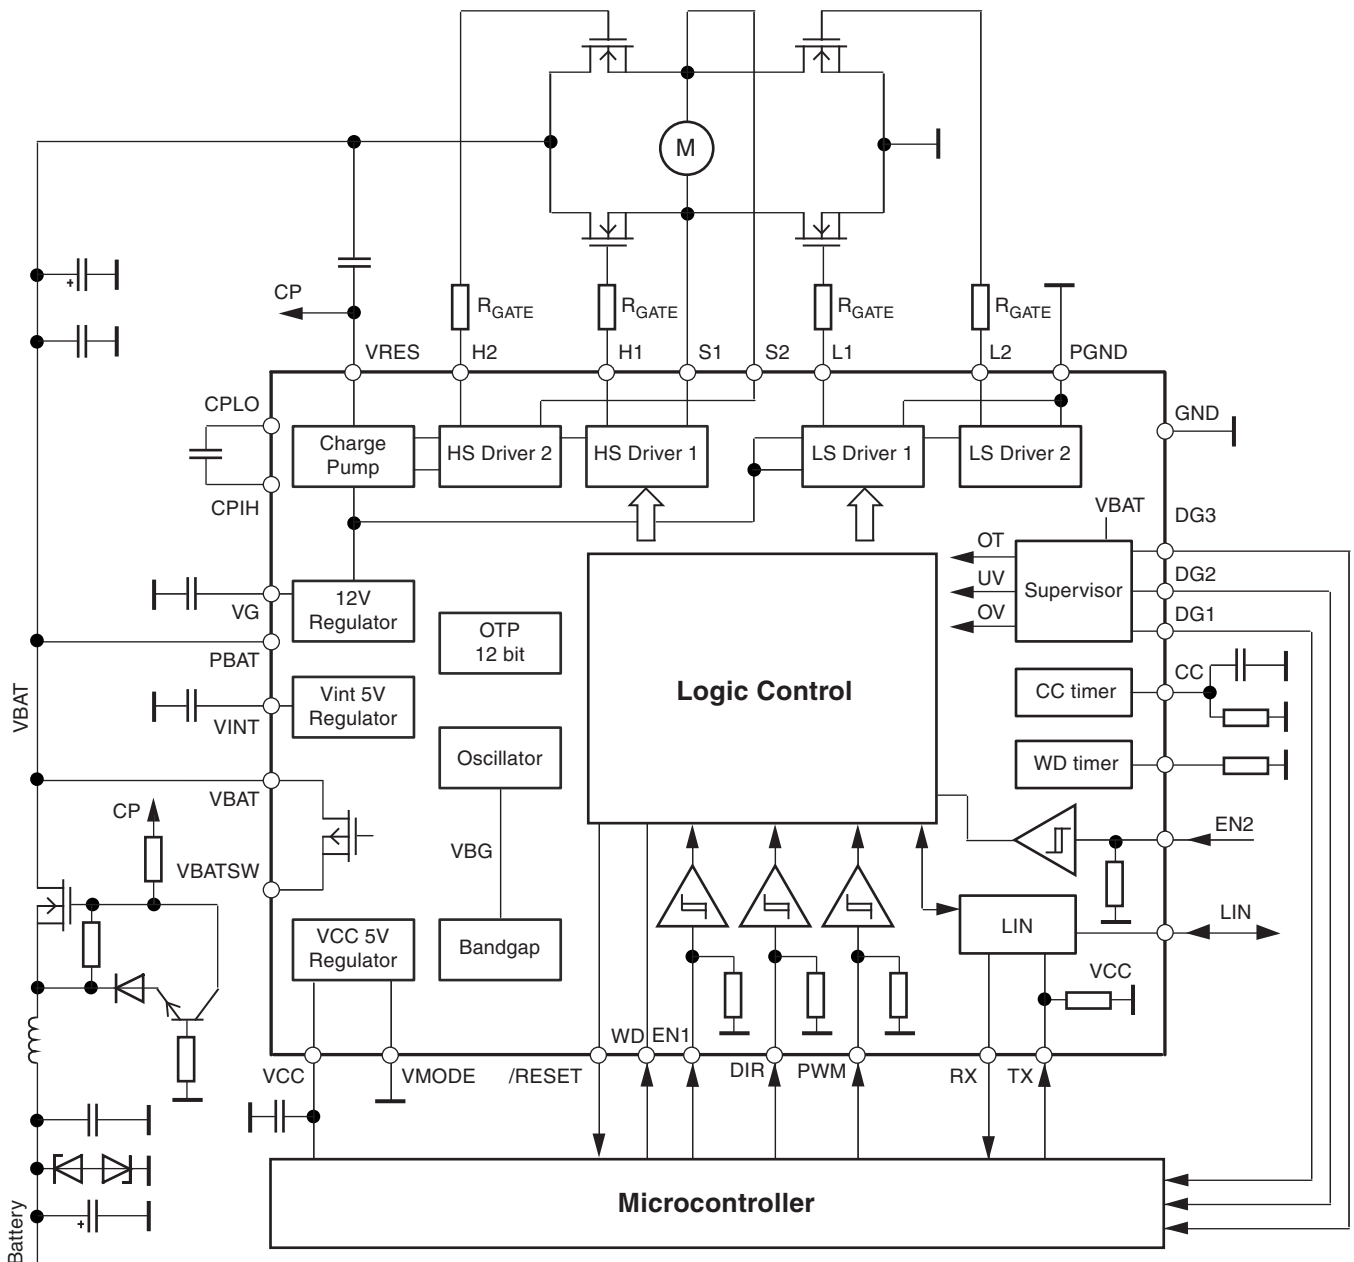 M
CP
RGATE
RGATE
RGATE
RGATE
VRES
H2
H1
S1
S2
L1
L2
PGND
CPLO
GND
Charge
Pump
HS Driver 2
HS Driver 1
LS Driver 1
LS Driver 2
CPIH
VBAT
DG3
OT
UV
OV
Supervisor
DG2
DG1
12V
Regulator
VG
OTP
12 bit
PBAT
Logic Control
CC
CC timer
Vint 5V
Regulator
VINT
VBAT
Oscillator
WD timer
VBAT
CP
VBG
EN2
VBATSW
VCC 5V
Regulator
Bandgap
LIN
LIN
VCC
WD
EN1
VCC
VMODE
/RESET
DIR
PWM
RX
TX
Microcontroller
Battery
+
+